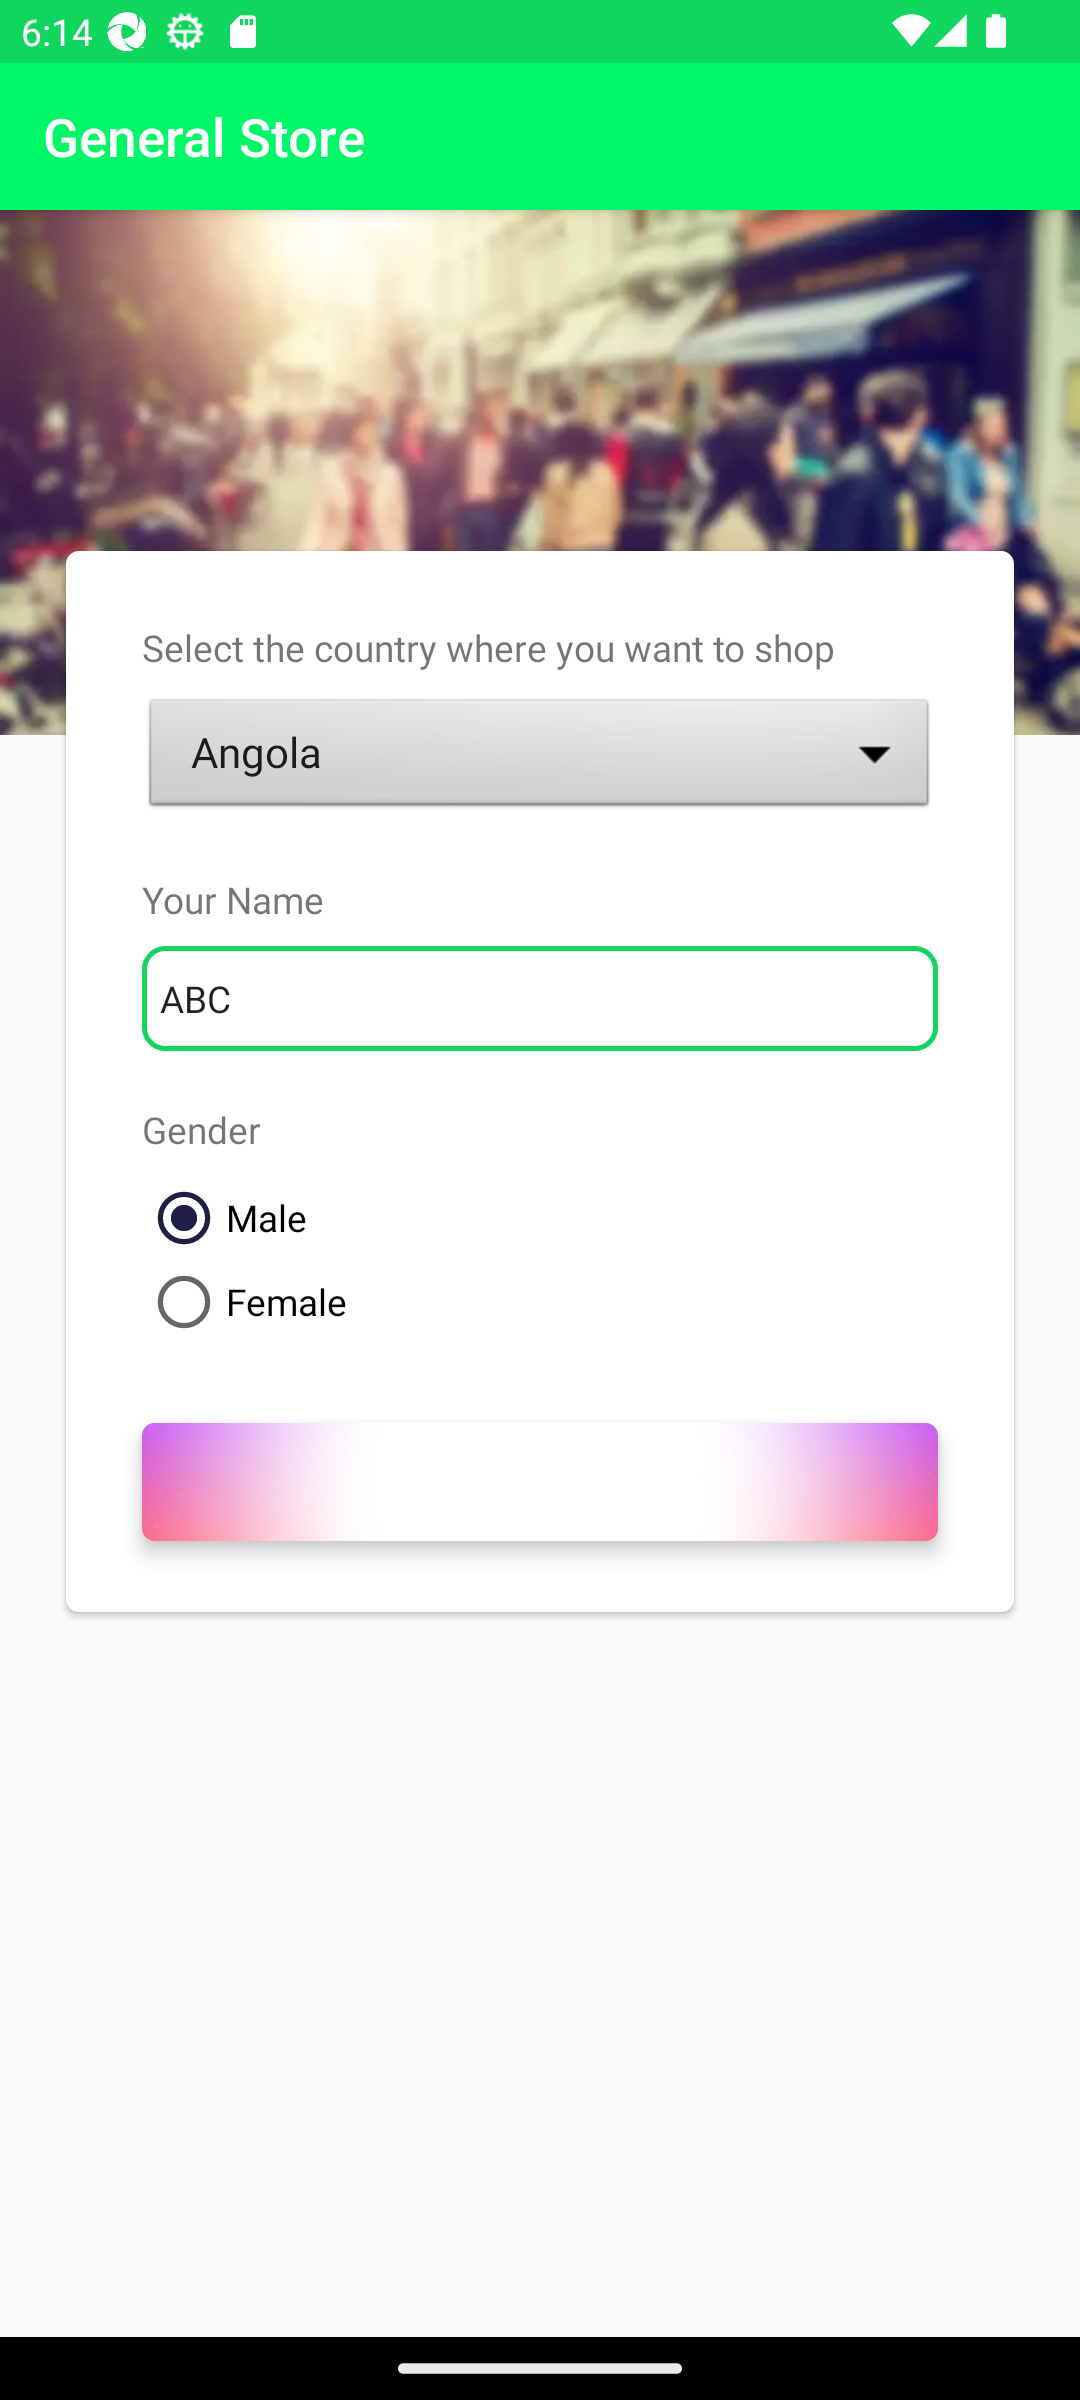 6:14
General Store
Select the country where you want to shop
Angola
Your Name
ABC
Gender
Male
Female